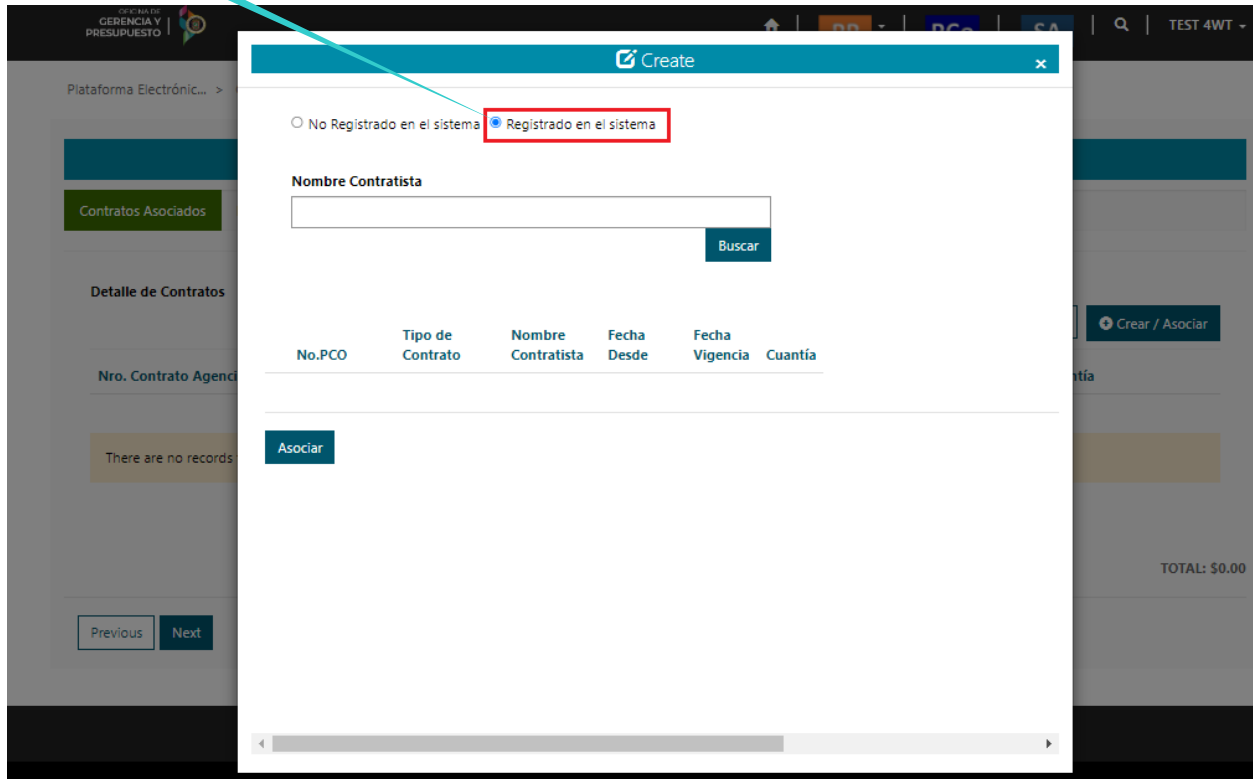 OFICINA DE
GERENCIA Y
PRESUPUESTO
TEST 4WT
Create
×
Plataforma Electrónic... >
No Registrado en el sistema
Registrado en el sistema
Nombre Contratista
Contratos Asociados
Buscar
Detalle de Contratos
Crear / Asociar
No.PCO
Tipo de
Contrato
Nombre
Contratista
Fecha
Desde
Fecha
Vigencia
Cuantía
Nro. Contrato Agenci
ntía
Asociar
There are no records
TOTAL: $0.00
Previous
Next